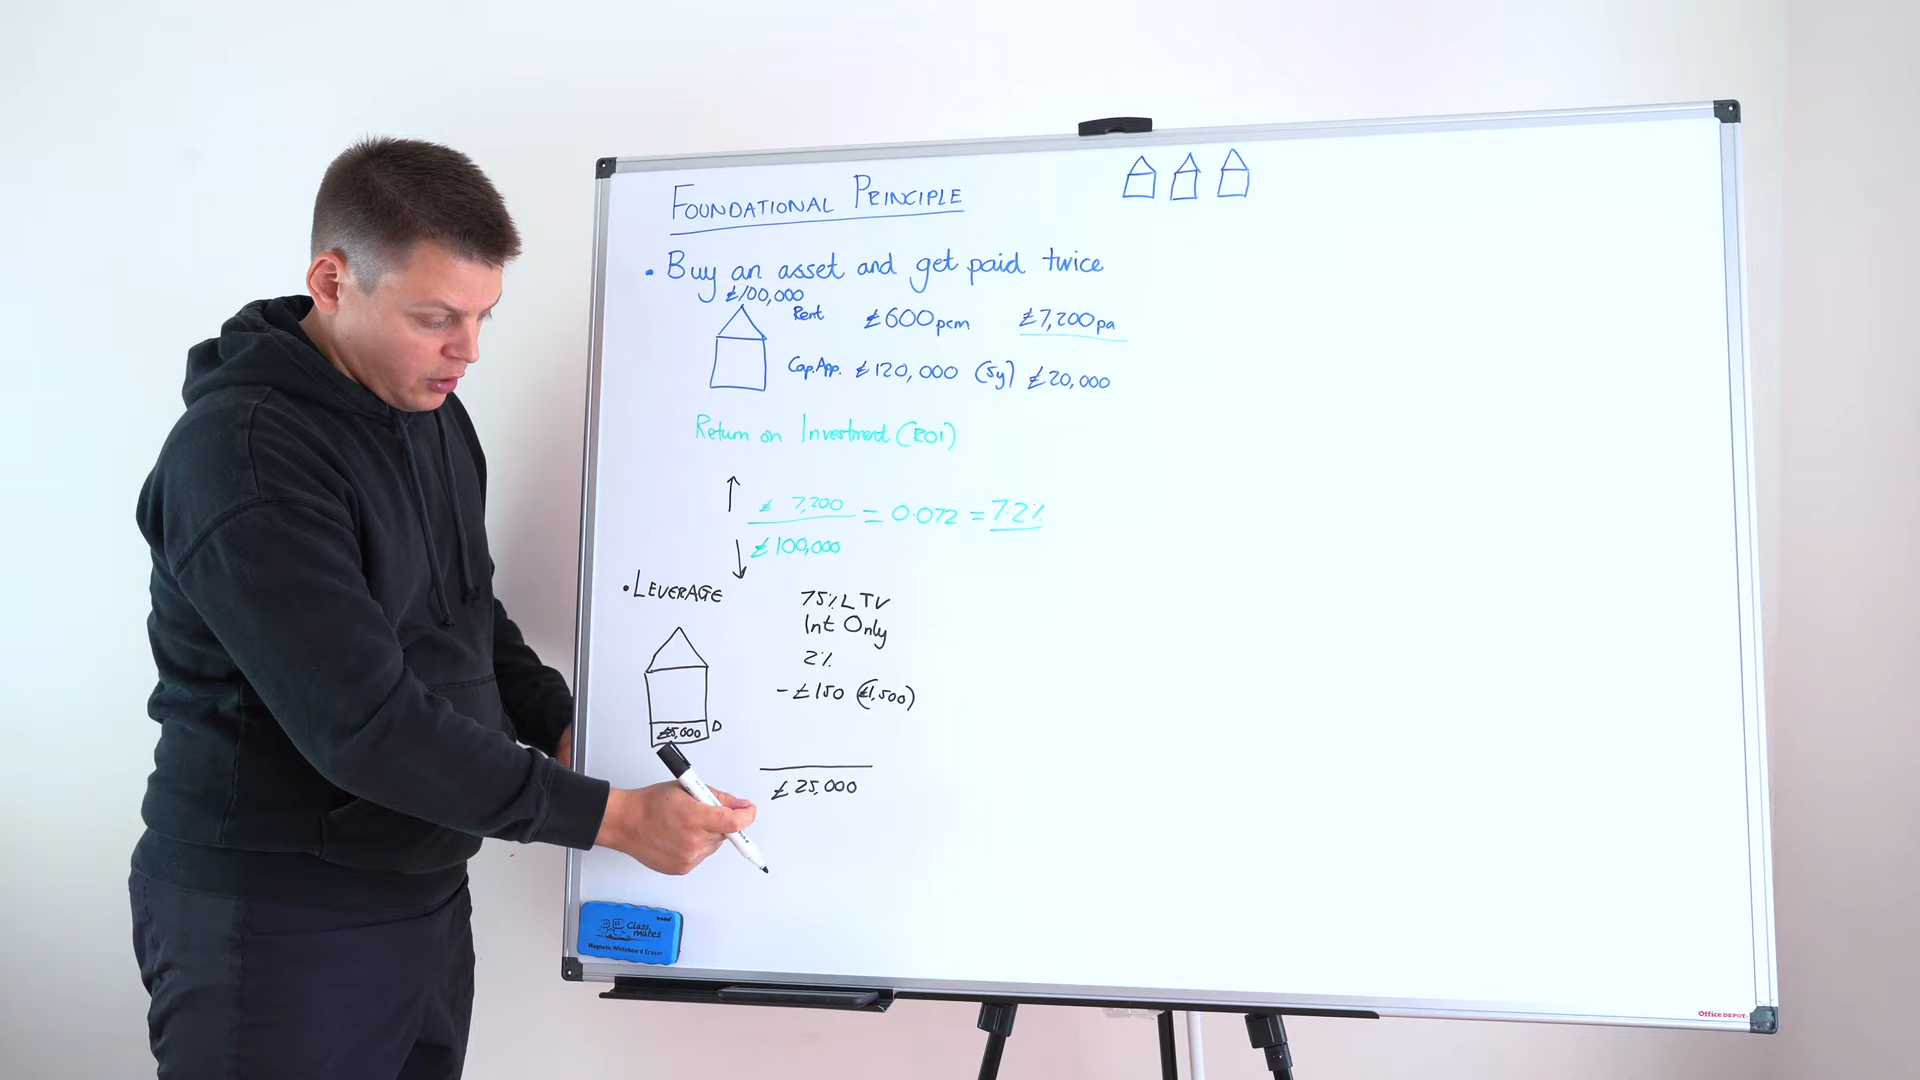 FOUNDATIONAL PRINCIPLE
• Buy an asset and get paid twice
£100,000
Rent £600pcm £7,200pa
Cap.App. £120,000 (5y) £20,000
Return on Investment (ROI)
£ 7,200 = 0.072 = 7.2%
£100,000
• LEVERAGE
75% LTV
Int Only
2%
- £150 (£1,500)
£25,000 D
£25,000
Class
mates
Magnetic Whiteboard Eraser
Office DEPOT